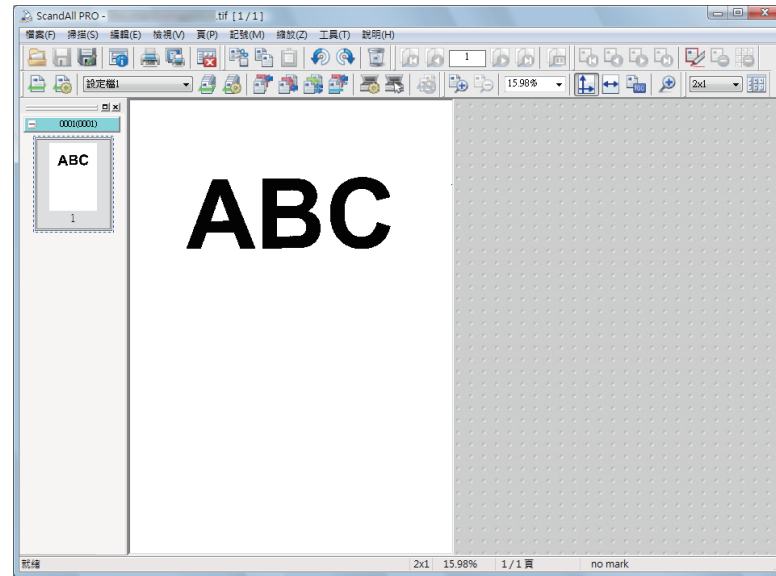 ScandAll PRO - .tif [1/1]
檔案(F) 掃描(S) 編輯(E) 檢視(V) 頁(P) 記號(M) 縮放(Z) 工具(T) 說明(H)
1
設定檔1 15.98% 2x1
0001(0001)
ABC
1
ABC
就緒 2x1 15.98% 1/1頁 no mark